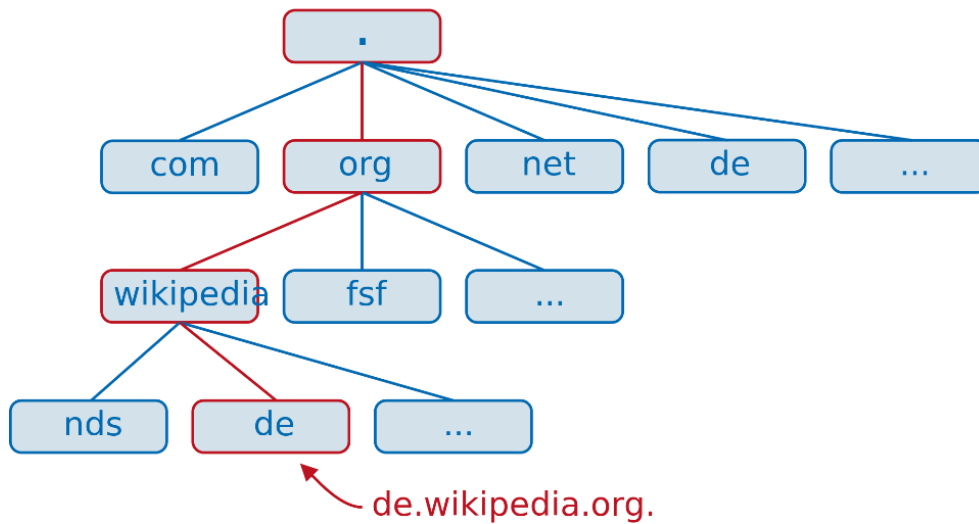 .
com org net de ...
wikipedia fsf ...
nds de ...
de.wikipedia.org.